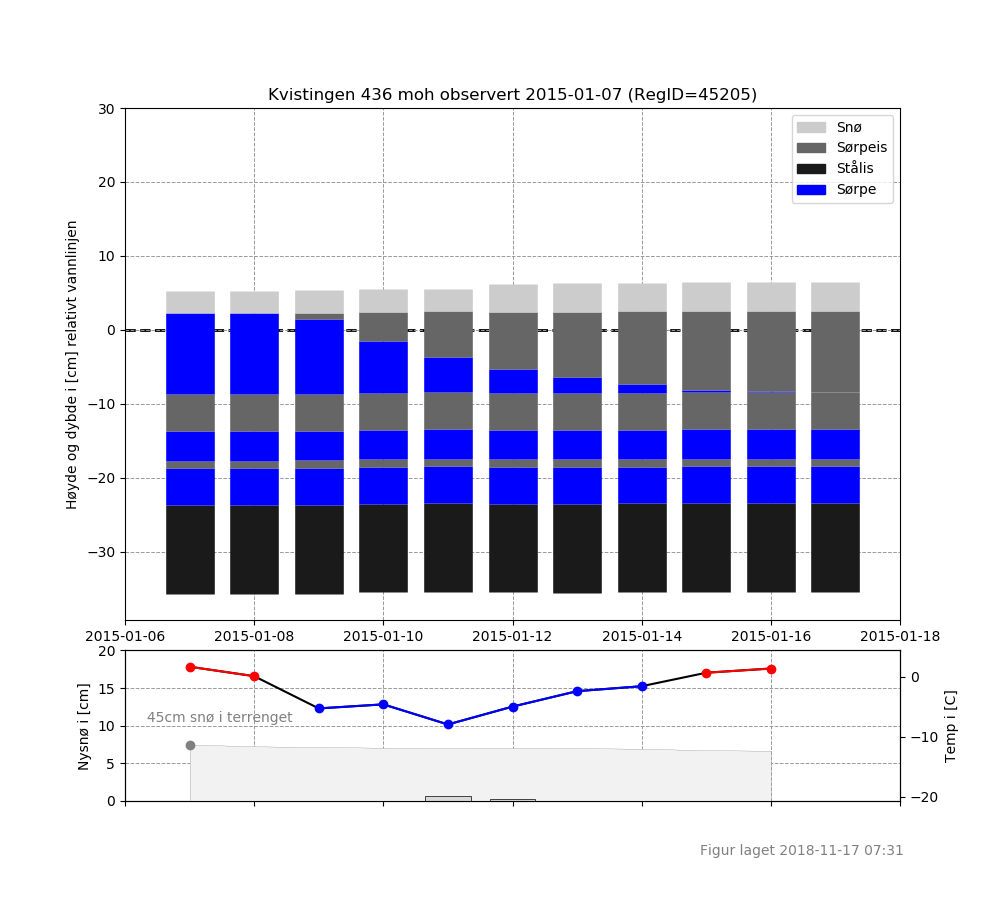 Kvistingen 436 moh observert 2015-01-07 (RegID=45205)
Høyde og dybde i [cm] relativt vannlinjen
30
20
10
0
−10
−20
−30
Snø
Sørpeis
Stålis
Sørpe
2015-01-06 2015-01-08 2015-01-10 2015-01-12 2015-01-14 2015-01-16 2015-01-18
Nysnø i [cm]
20
15
10
5
0
45cm snø i terrenget
0
−10
−20
Temp i [C]
Figur laget 2018-11-17 07:31